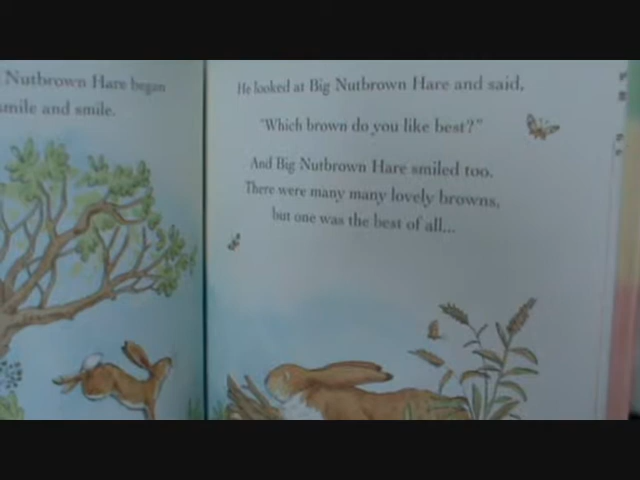 Nutbrown Hare began
smile and smile.
He looked at Big Nutbrown Hare and said,
"Which brown do you like best?"
And Big Nutbrown Hare smiled too.
There were many many lovely browns,
but one was the best of all...